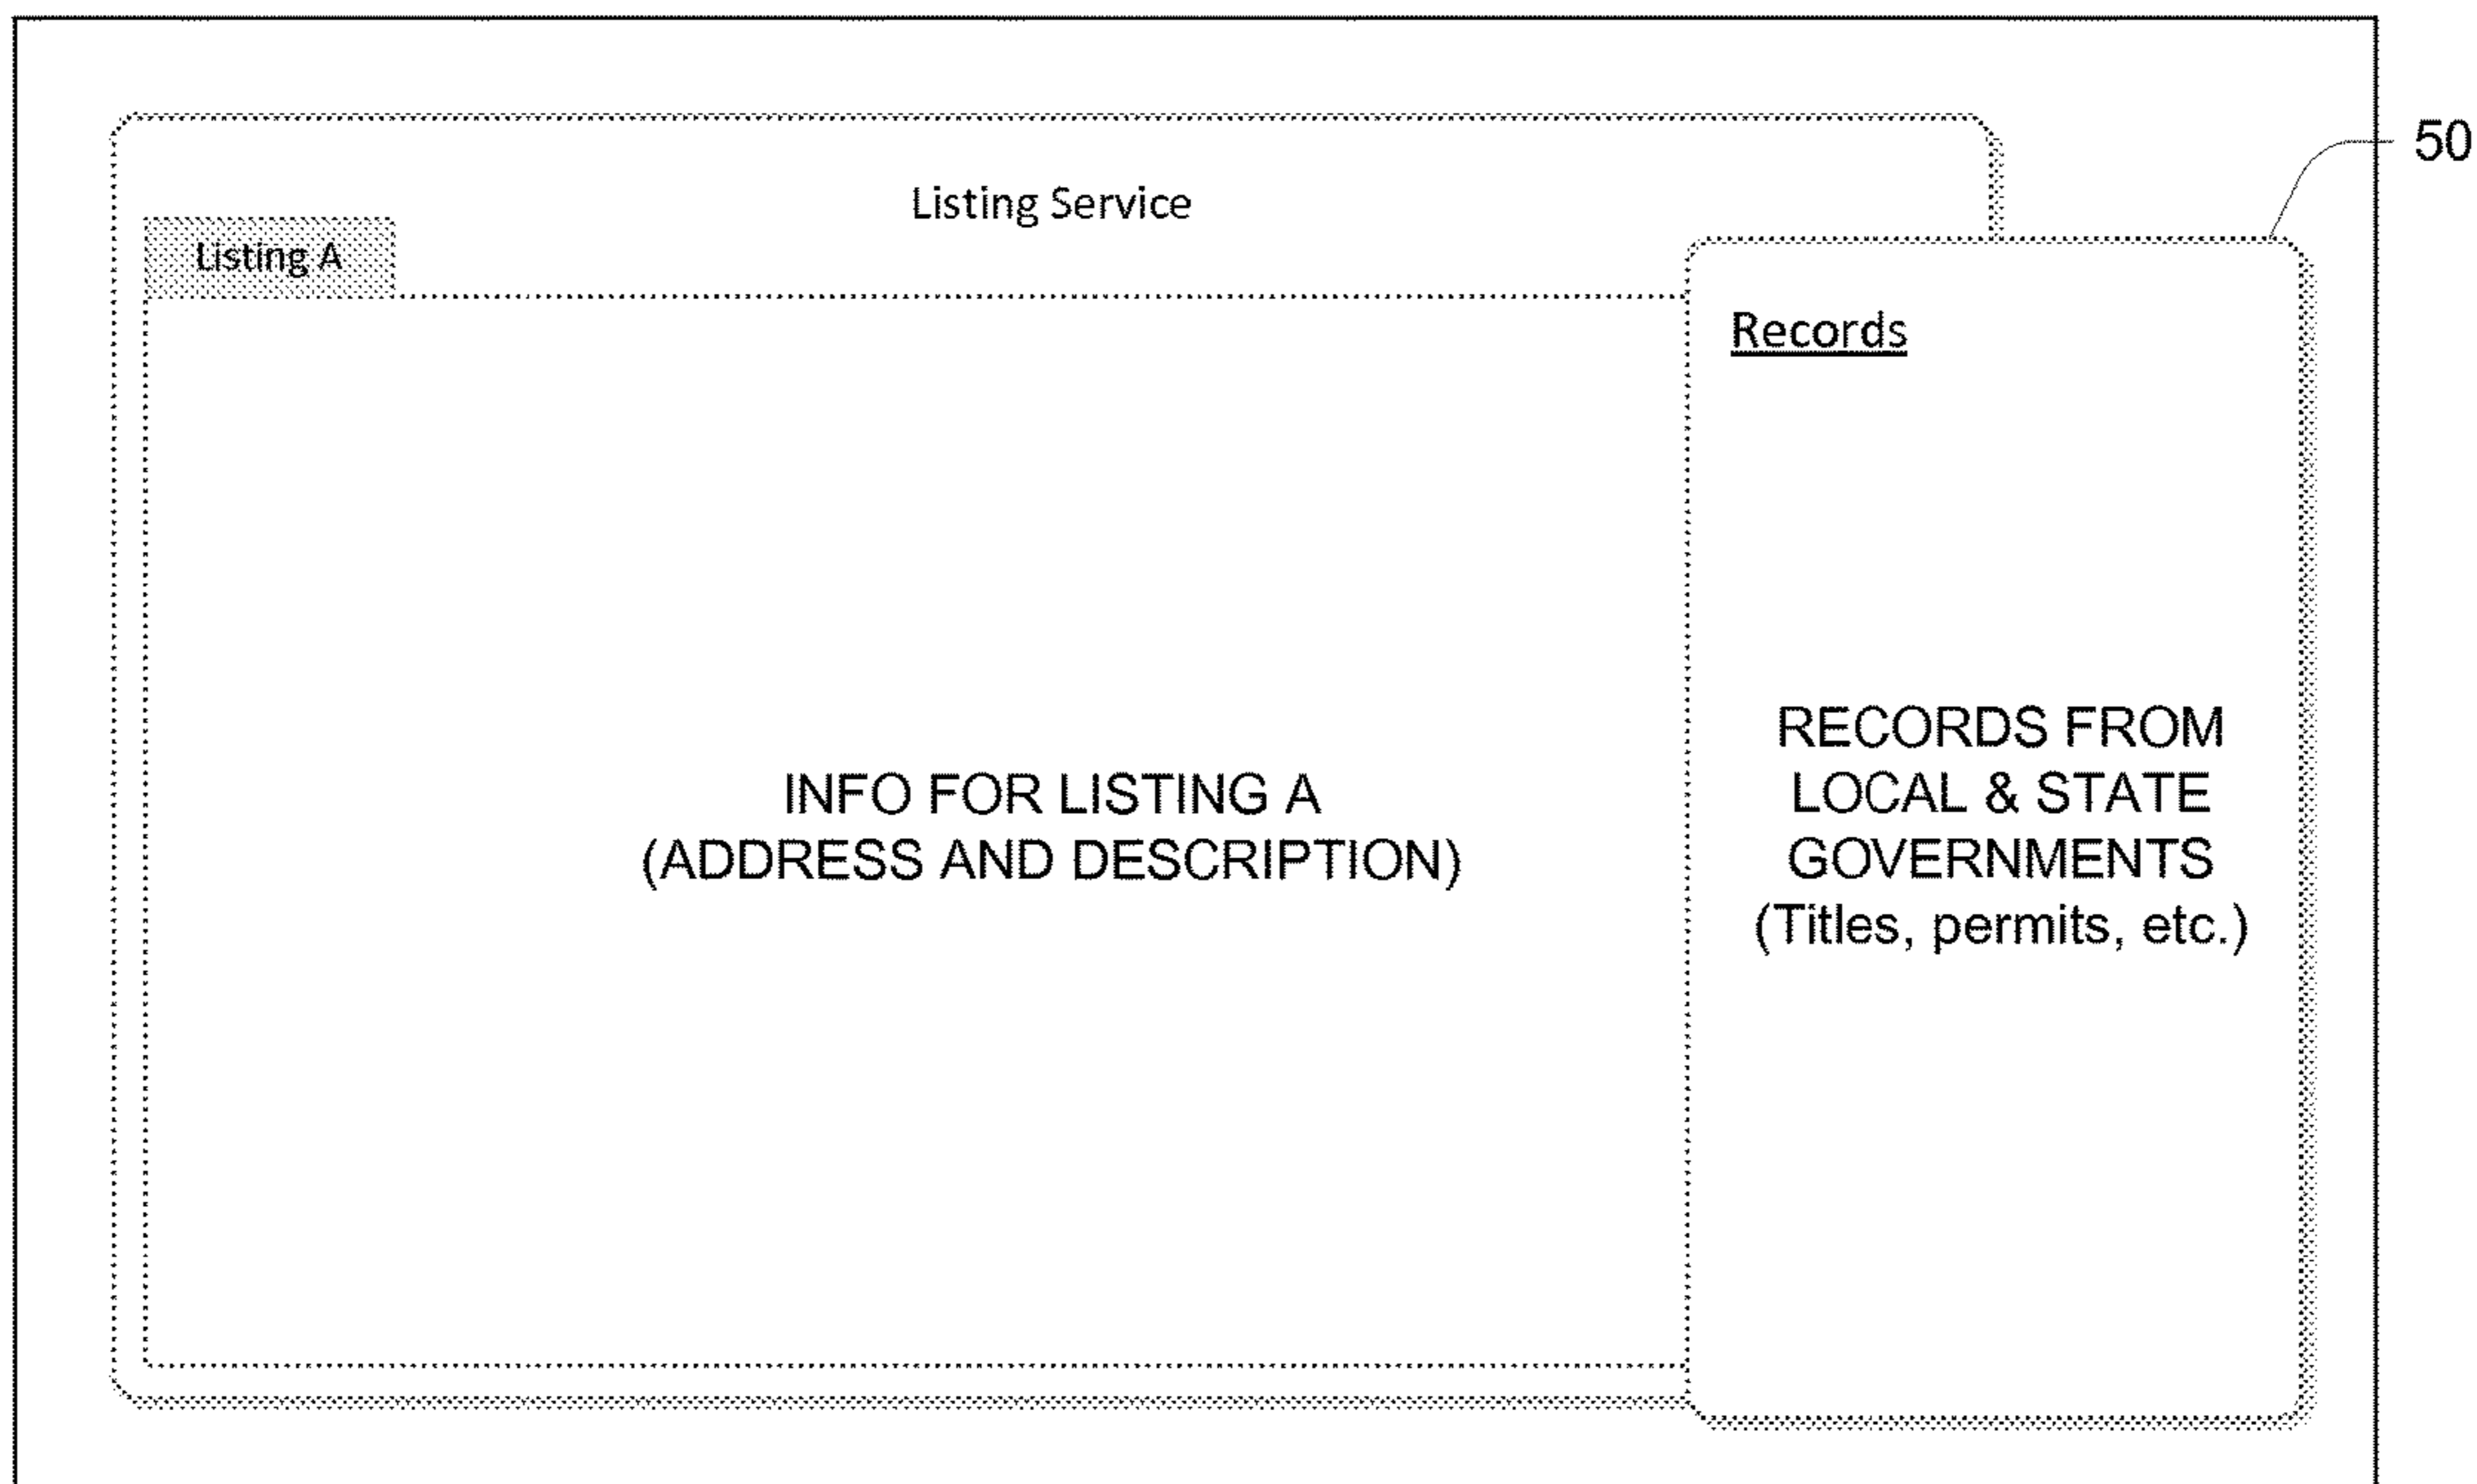 50
Listing Service
Listing A
Records
INFO FOR LISTING A
(ADDRESS AND DESCRIPTION)
RECORDS FROM
LOCAL & STATE
GOVERNMENTS
(Titles, permits, etc.)